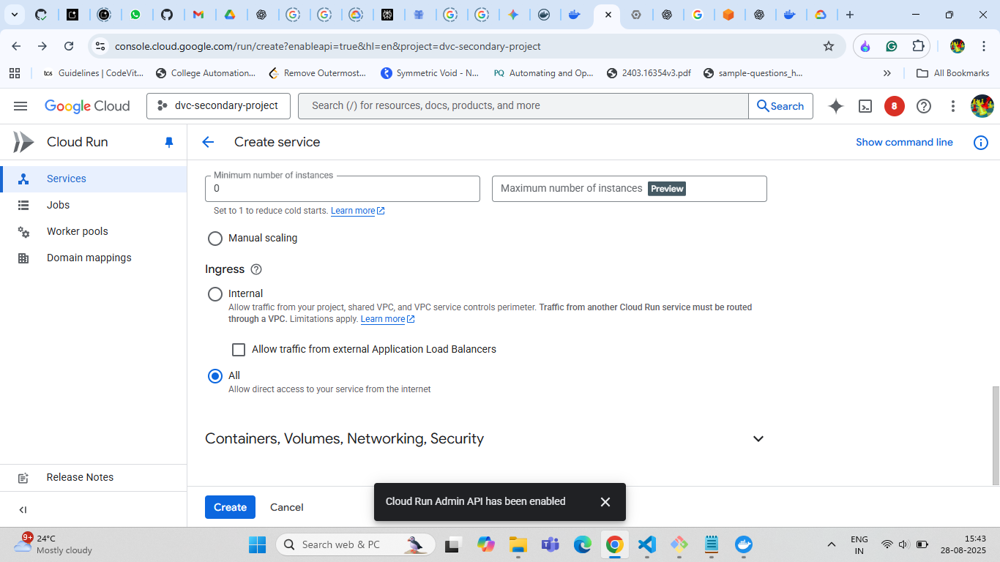 console.cloud.google.com/run/create?enableapi=true&hl=en&project=dvc-secondary-project
tcs Guidelines | CodeVit...
College Automation...
Remove Outermost...
Symmetric Void - N...
PQ Automating and Op...
2403.16354v3.pdf
sample-questions_h...
All Bookmarks
Google Cloud
dvc-secondary-project
Search (/) for resources, docs, products, and more
Search
8
Cloud Run
Create service
Show command line
Services
Jobs
Worker pools
Domain mappings
Release Notes
Minimum number of instances
0
Maximum number of instances Preview
Set to 1 to reduce cold starts. Learn more
Manual scaling
Ingress
Internal
Allow traffic from your project, shared VPC, and VPC service controls perimeter. Traffic from another Cloud Run service must be routed
through a VPC. Limitations apply. Learn more
Allow traffic from external Application Load Balancers
All
Allow direct access to your service from the internet
Containers, Volumes, Networking, Security
Create
Cancel
Cloud Run Admin API has been enabled
9+
24°C
Mostly cloudy
Search web & PC
ENG
IN
15:43
28-08-2025